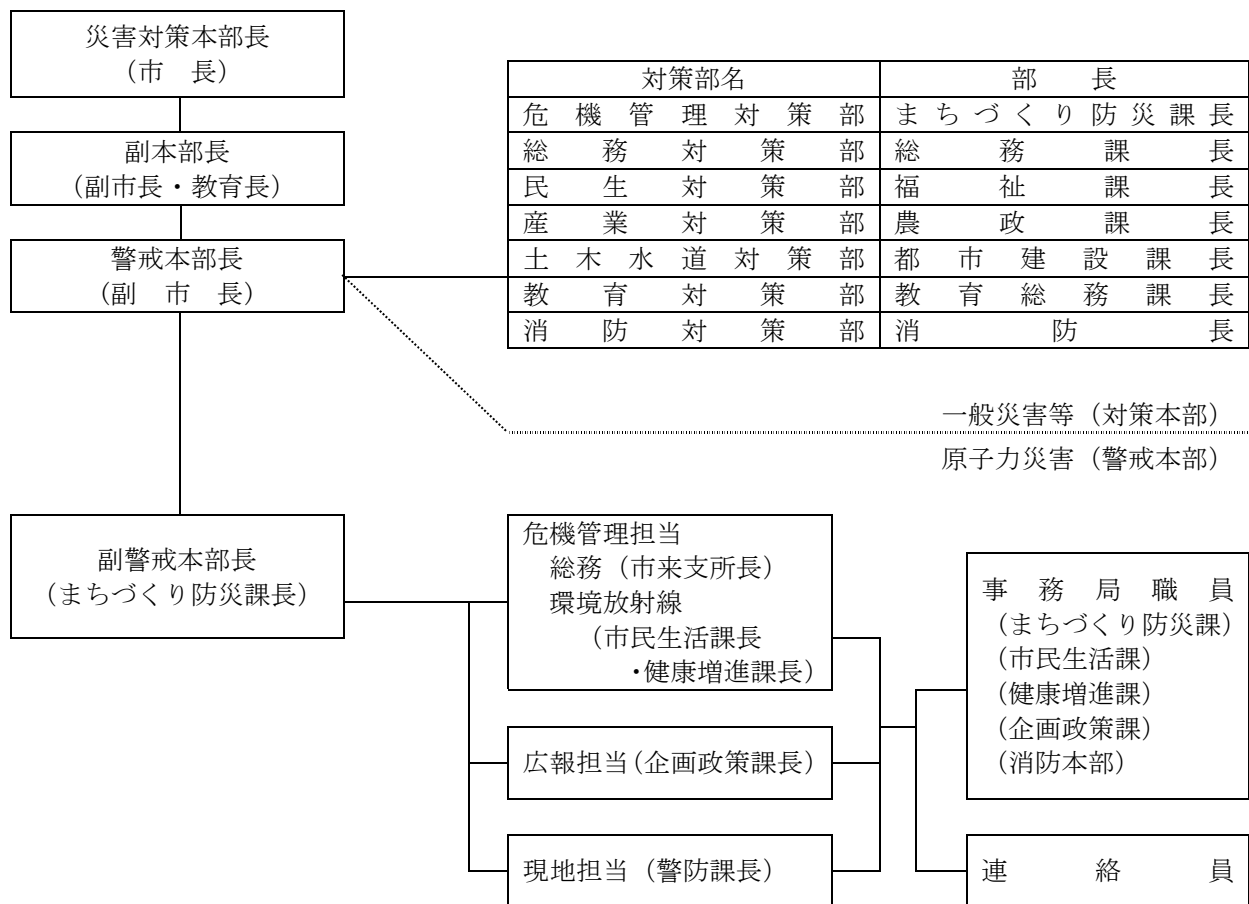 災害対策本部長
(市　長)
副本部長
(副市長・教育長)
警戒本部長
(副　市　長)
対策部名　部　長
危機管理対策部　まちづくり防災課長
総務対策部　総務課長
民生対策部　福祉課長
産業対策部　農政課長
土木水道対策部　都市建設課長
教育対策部　教育総務課長
消防対策部　消防長
一般災害等（対策本部）
原子力災害（警戒本部）
副警戒本部長
(まちづくり防災課長)
危機管理担当
総務（市来支所長）
環境放射線
（市民生活課長
・健康増進課長）
広報担当（企画政策課長）
現地担当（警防課長）
事務局職員
（まちづくり防災課）
（市民生活課）
（健康増進課）
（企画政策課）
（消防本部）
連絡員